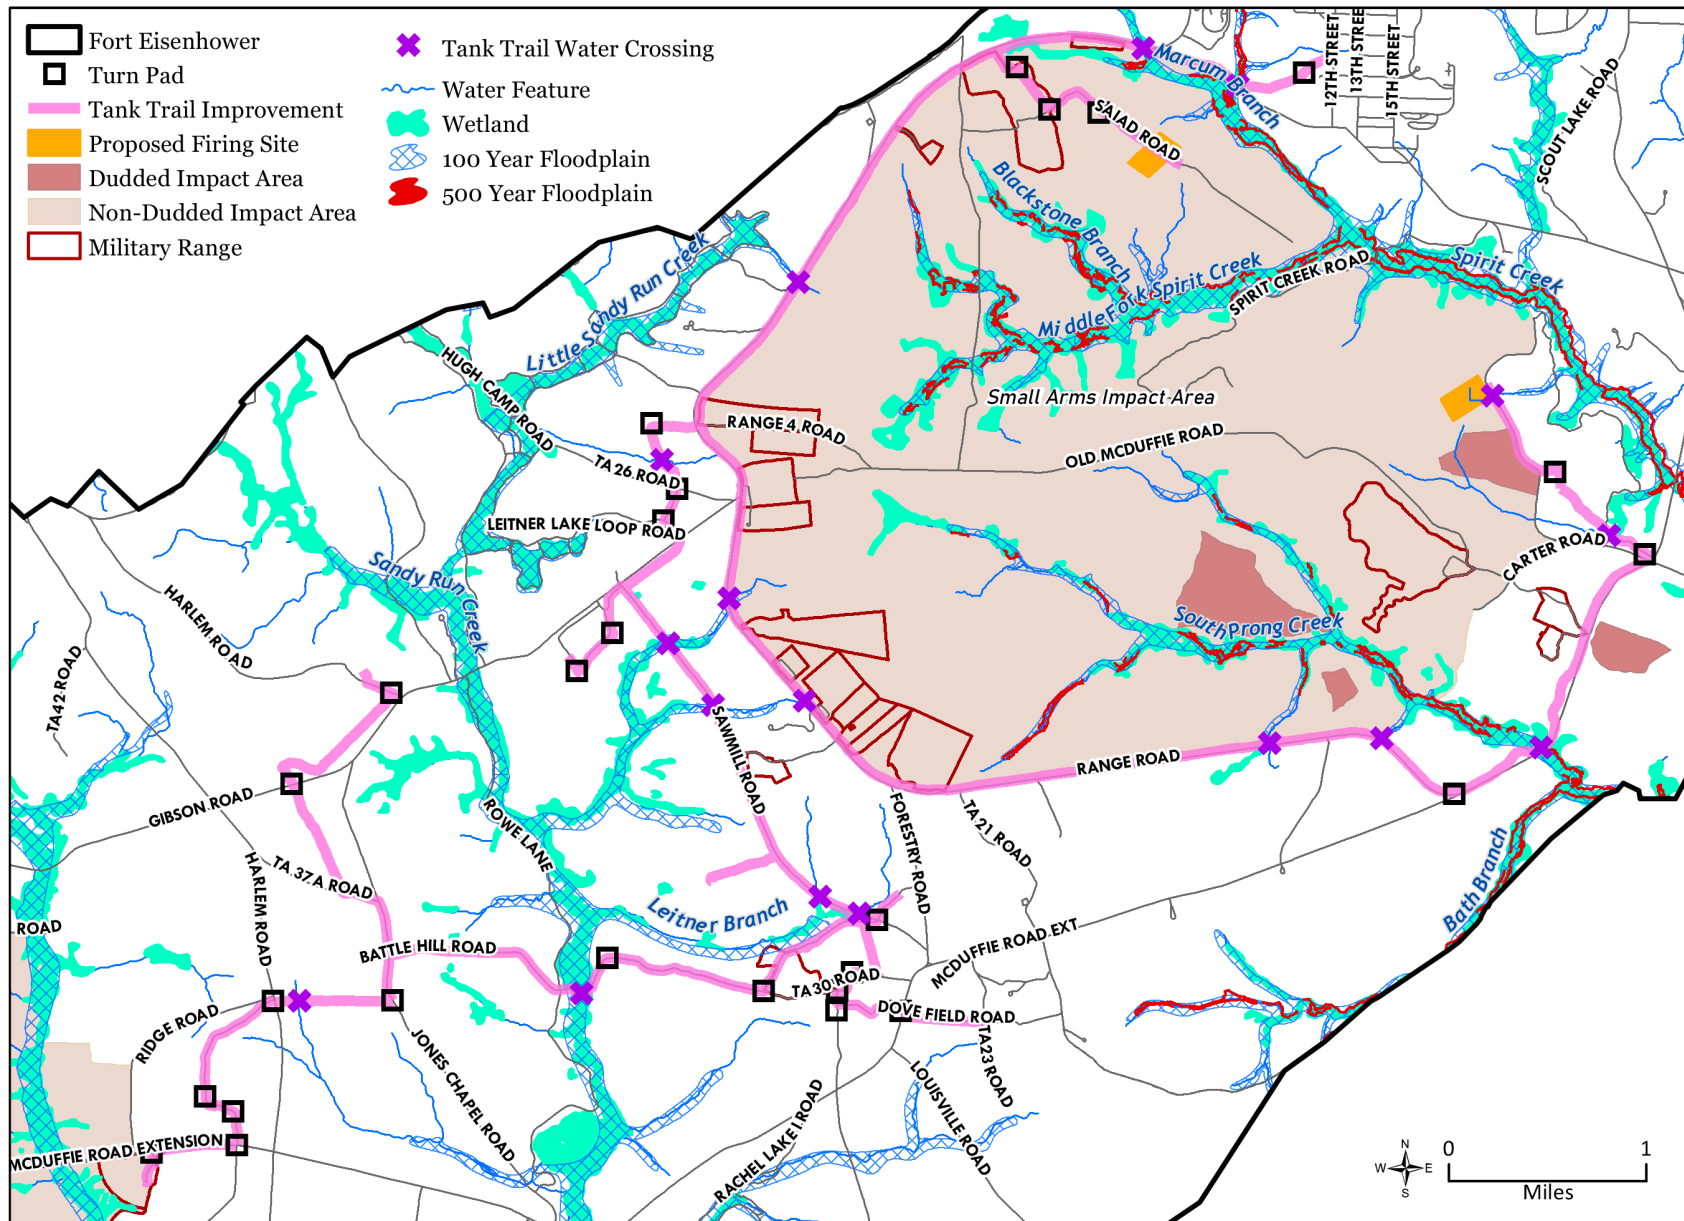 Fort Eisenhower
Turn Pad
Tank Trail Improvement
Proposed Firing Site
Dudded Impact Area
Non-Dudded Impact Area
Military Range
Tank Trail Water Crossing
Water Feature
Wetland
100 Year Floodplain
500 Year Floodplain
Marcum Branch
12TH STREET
13TH STREE
15TH STREET
SCOUT LAKE ROAD
SAIAD ROAD
Blackstone Branch
Middle Fork Spirit Creek
SPIRIT CREEK ROAD
Spirit Creek
Little Sandy Run Creek
HUGH CAMP ROAD
Small Arms Impact Area
RANGE 4 ROAD
OLD MCDUFFIE ROAD
TA 26 ROAD
LEITNER LAKE LOOP ROAD
CARTER ROAD
Sandy Run Creek
HARLEM ROAD
South Prong Creek
TA42 ROAD
SAWMILL ROAD
RANGE ROAD
GIBSON ROAD
ROWE LANE
FORESTRY ROAD
TA 21 ROAD
TA 37A ROAD
HARLEM ROAD
Leitner Branch
Bath Branch
ROAD
BATTLE HILL ROAD
MCDUFFIE ROAD EXT
TA30 ROAD
DOVE FIELD ROAD
RIDGE ROAD
JONES CHAPEL ROAD
TA23 ROAD
LOUISVILLE ROAD
RACHEL LAKE I ROAD
MCDUFFIE ROAD EXTENSION
N
W E
S
0 1
Miles